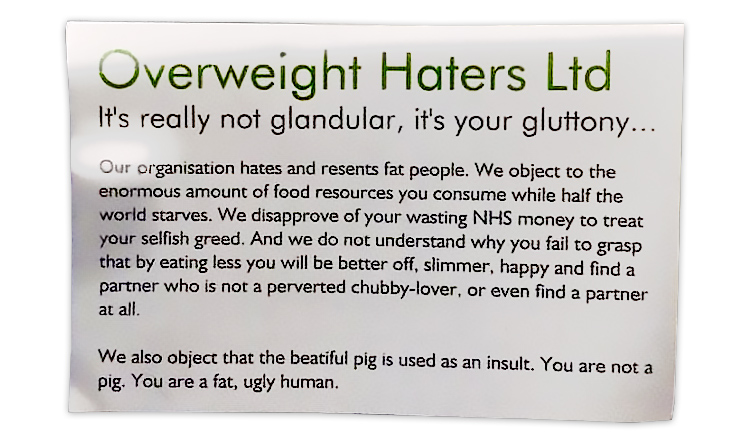 Overweight Haters Ltd
It's really not glandular, it's your gluttony...
Our organisation hates and resents fat people. We object to the
enormous amount of food resources you consume while half the
world starves. We disapprove of your wasting NHS money to treat
your selfish greed. And we do not understand why you fail to grasp
that by eating less you will be better off, slimmer, happy and find a
partner who is not a perverted chubby-lover, or even find a partner
at all.
We also object that the beatiful pig is used as an insult. You are not a
pig. You are a fat, ugly human.